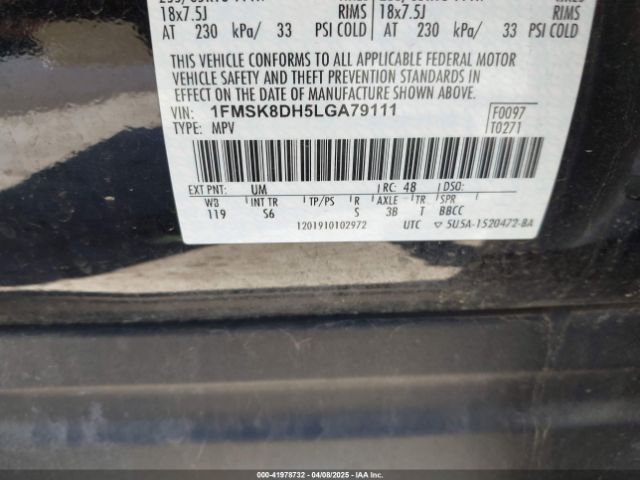 18x7.5J RIMS 18x7.5J RIMS
AT 230 kPa/ 33 PSI COLD AT 230 kPa/ 33 PSI COLD
THIS VEHICLE CONFORMS TO ALL APPLICABLE FEDERAL MOTOR
VEHICLE SAFETY AND THEFT PREVENTION STANDARDS IN
EFFECT ON THE DATE OF MANUFACTURE SHOWN ABOVE.
VIN: 1FMSK8DH5LGA79111 F0097
TYPE: MPV T0271
EXT PNT: UM RC: 48 DSO:
WB INT TR TP/PS R AXLE TR SPR
119 S6 S 3B T BBCC
1201910102972 UTC ▽ 5U5A-1520472-BA
000-41978732 04/08/2025 IAAI.COM